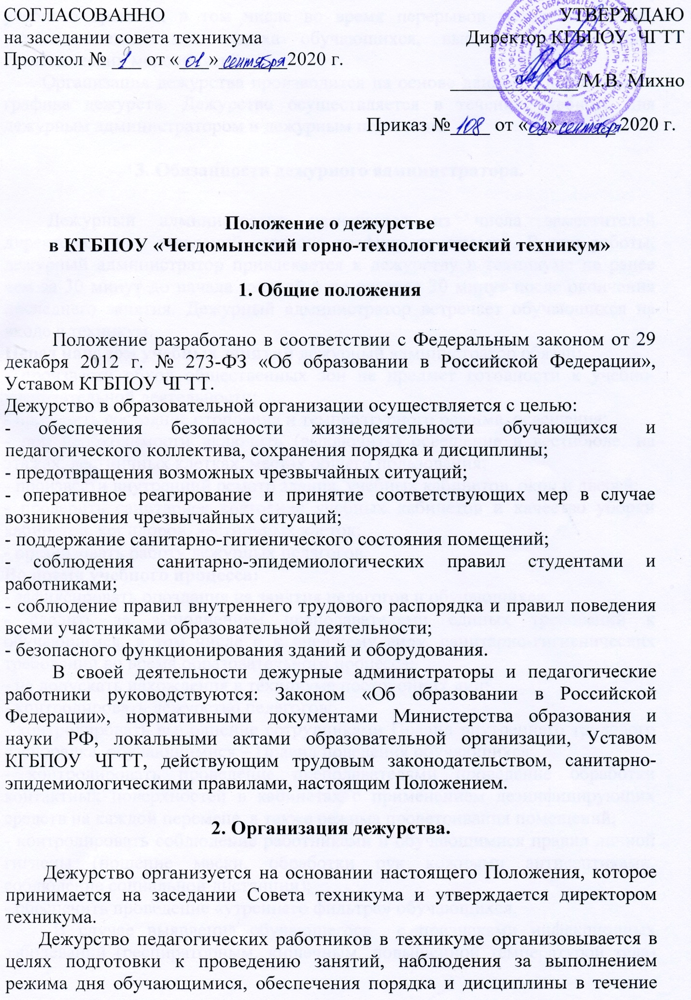 СОГЛАСОВАННО
на заседании совета техникума
Протокол № 1 от « 01 » сентября 2020 г.
УТВЕРЖДАЮ
Директор КГБПОУ ЧГТТ
/М.В. Михно
Приказ № 108 от «02» сентября 2020 г.
Положение о дежурстве
в КГБПОУ «Чегдомынский горно-технологический техникум»
1. Общие положения
Положение разработано в соответствии с Федеральным законом от 29
декабря 2012 г. № 273-ФЗ «Об образовании в Российской Федерации»,
Уставом КГБПОУ ЧГТТ.
Дежурство в образовательной организации осуществляется с целью:
- обеспечения безопасности жизнедеятельности обучающихся и
педагогического коллектива, сохранения порядка и дисциплины;
- предотвращения возможных чрезвычайных ситуаций;
- оперативное реагирование и принятие соответствующих мер в случае
возникновения чрезвычайных ситуаций;
- поддержание санитарно-гигиенического состояния помещений;
- соблюдения санитарно-эпидемиологических правил студентами и
работниками;
- соблюдение правил внутреннего трудового распорядка и правил поведения
всеми участниками образовательной деятельности;
- безопасного функционирования зданий и оборудования.
В своей деятельности дежурные администраторы и педагогические
работники руководствуются: Законом «Об образовании в Российской
Федерации», нормативными документами Министерства образования и
науки РФ, локальными актами образовательной организации, Уставом
КГБПОУ ЧГТТ, действующим трудовым законодательством, санитарно-
эпидемиологическими правилами, настоящим Положением.
2. Организация дежурства.
Дежурство организуется на основании настоящего Положения, которое
принимается на заседании Совета техникума и утверждается директором
техникума.
Дежурство педагогических работников в техникуме организовывается в
целях подготовки к проведению занятий, наблюдения за выполнением
режима дня обучающимися, обеспечения порядка и дисциплины в течение